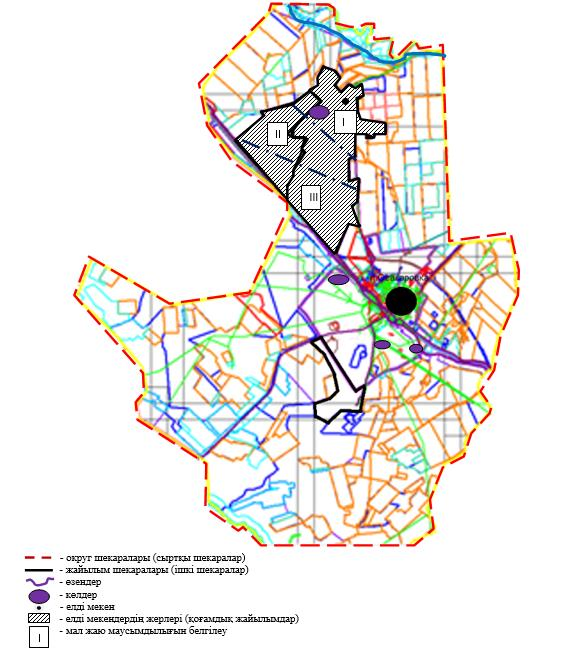 I
II
III
- округ шекаралары (сыртқы шекаралар)
- жайылым шекаралары (ішкі шекаралар)
- өзендер
- көлдер
- елді мекен
- елді мекендердің жерлері (қоғамдық жайылымдар)
I - мал жаю маусымдылығын белгілеу